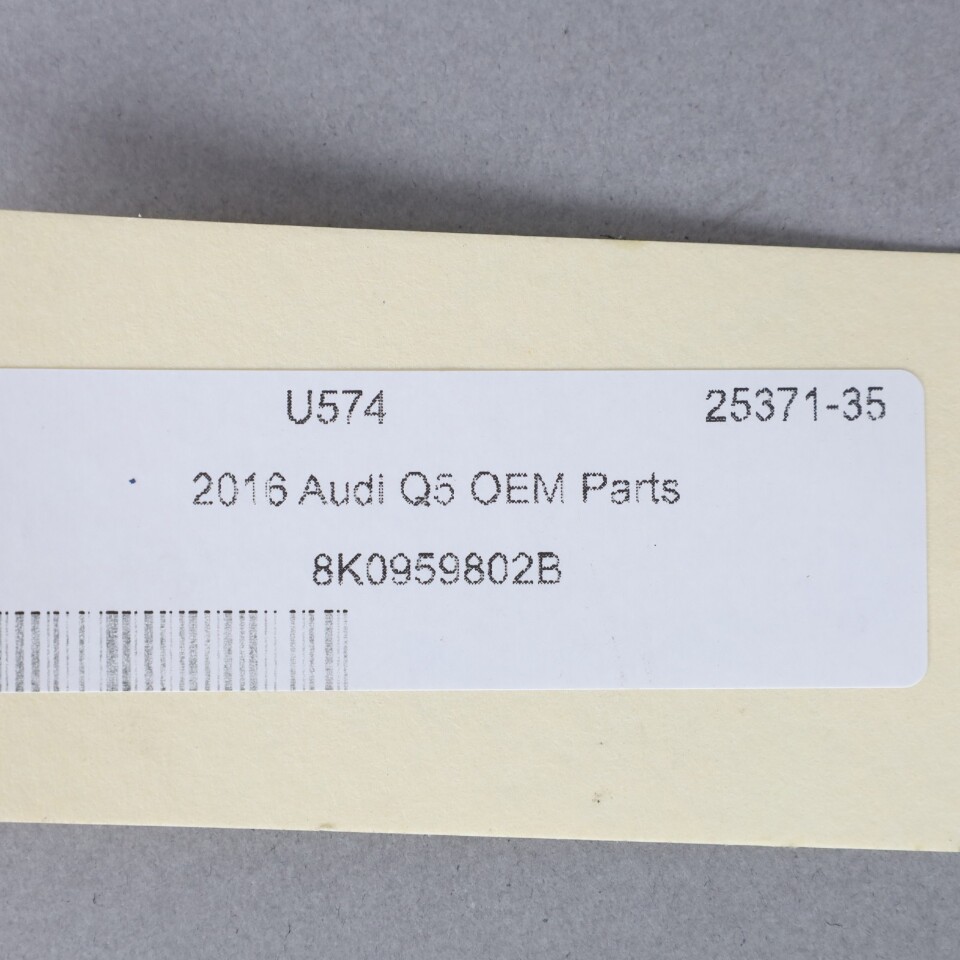 U574 25371-35
2016 Audi Q5 OEM Parts
8K0959802B